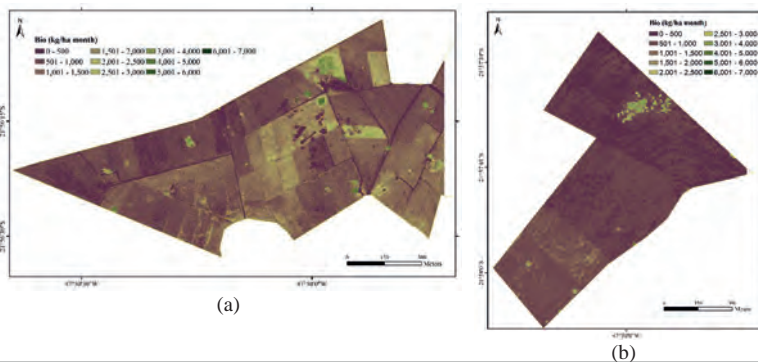 N
Bio (kg/ha month)
0 - 500
1,501 - 2,000
3,001 - 4,000
6,001 - 7,000
501 - 1,000
2,001 - 2,500
4,001 - 5,000
1,001 - 1,500
2,501 - 3,000
5,001 - 6,000
0
Meters
(a)
N
Bio (kg/ha month)
0 - 500
2,501 - 3,000
501 - 1,000
3,001 - 4,000
1,001 - 1,500
4,001 - 5,000
1,501 - 2,000
5,001 - 6,000
2,001 - 2,500
6,001 - 7,000
0
Meters
(b)